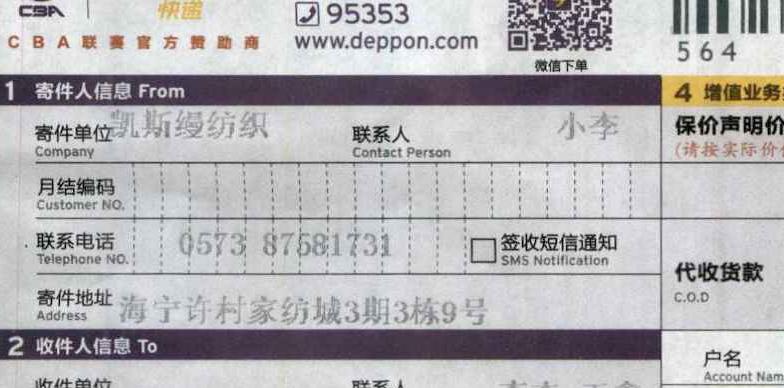 CBA 快递 95353
CBA联赛官方赞助商 www.deppon.com
微信下单
564
1 寄件人信息 From
4 增值业务
寄件单位 凯斯缦纺织 联系人 小李
Company Contact Person
保价声明价
(请按实际价
月结编码
Customer NO.
联系电话 0573 87581731 签收短信通知
Telephone NO. SMS Notification
代收货款
C.O.D
寄件地址 海宁许村家纺城3期3栋9号
Address
2 收件人信息 To
户名
Account Nam
收件单位 联系人